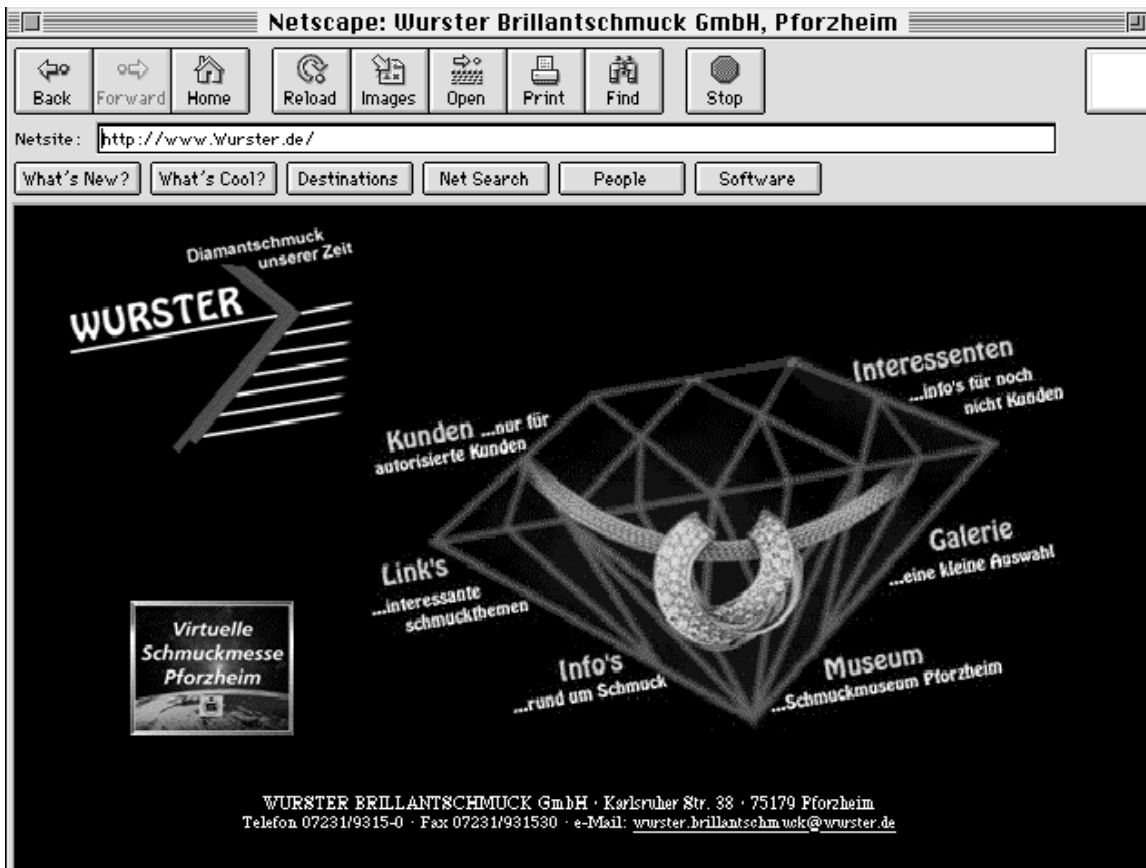 Netscape: Wurster Brillantschmuck GmbH, Pforzheim
Back Forward Home Reload Images Open Print Find Stop
Netsite: http://www.Wurster.de/
What's New? What's Cool? Destinations Net Search People Software
Diamantschmuck
unserer Zeit
WURSTER
Interessenten
...info's für noch
nicht Kunden
Kunden ...nur für
autorisierte Kunden
Galerie
...eine kleine Auswahl
Link's
...interessante
schmuckthemen
Virtuelle
Schmuckmesse
Pforzheim
Info's
...rund um Schmuck
Museum
...Schmuckmuseum Pforzheim
WURSTER BRILLANTSCHMUCK GmbH · Karlsruher Str. 38 · 75179 Pforzheim
Telefon 07231/9315-0 · Fax 07231/931530 · e-Mail: wurster.brillantschmuck@wurster.de